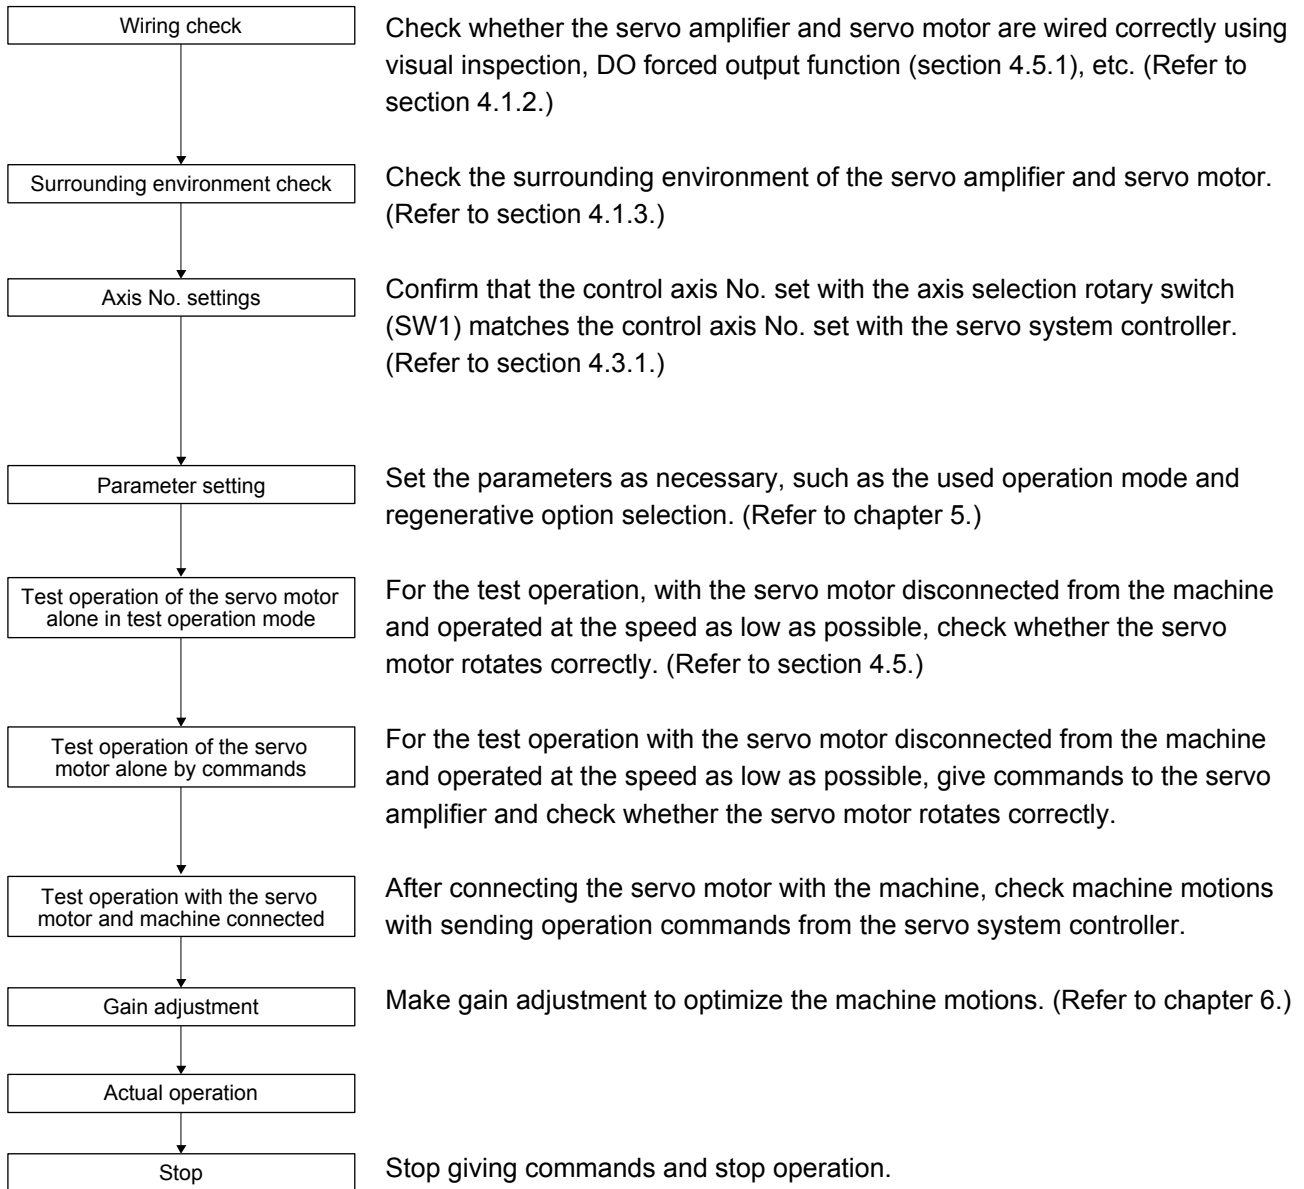 Wiring check
Check whether the servo amplifier and servo motor are wired correctly using
visual inspection, DO forced output function (section 4.5.1), etc. (Refer to
section 4.1.2.)
Surrounding environment check
Check the surrounding environment of the servo amplifier and servo motor.
(Refer to section 4.1.3.)
Axis No. settings
Confirm that the control axis No. set with the axis selection rotary switch
(SW1) matches the control axis No. set with the servo system controller.
(Refer to section 4.3.1.)
Parameter setting
Set the parameters as necessary, such as the used operation mode and
regenerative option selection. (Refer to chapter 5.)
Test operation of the servo motor
alone in test operation mode
For the test operation, with the servo motor disconnected from the machine
and operated at the speed as low as possible, check whether the servo
motor rotates correctly. (Refer to section 4.5.)
Test operation of the servo
motor alone by commands
For the test operation with the servo motor disconnected from the machine
and operated at the speed as low as possible, give commands to the servo
amplifier and check whether the servo motor rotates correctly.
Test operation with the servo
motor and machine connected
After connecting the servo motor with the machine, check machine motions
with sending operation commands from the servo system controller.
Gain adjustment
Make gain adjustment to optimize the machine motions. (Refer to chapter 6.)
Actual operation
Stop
Stop giving commands and stop operation.